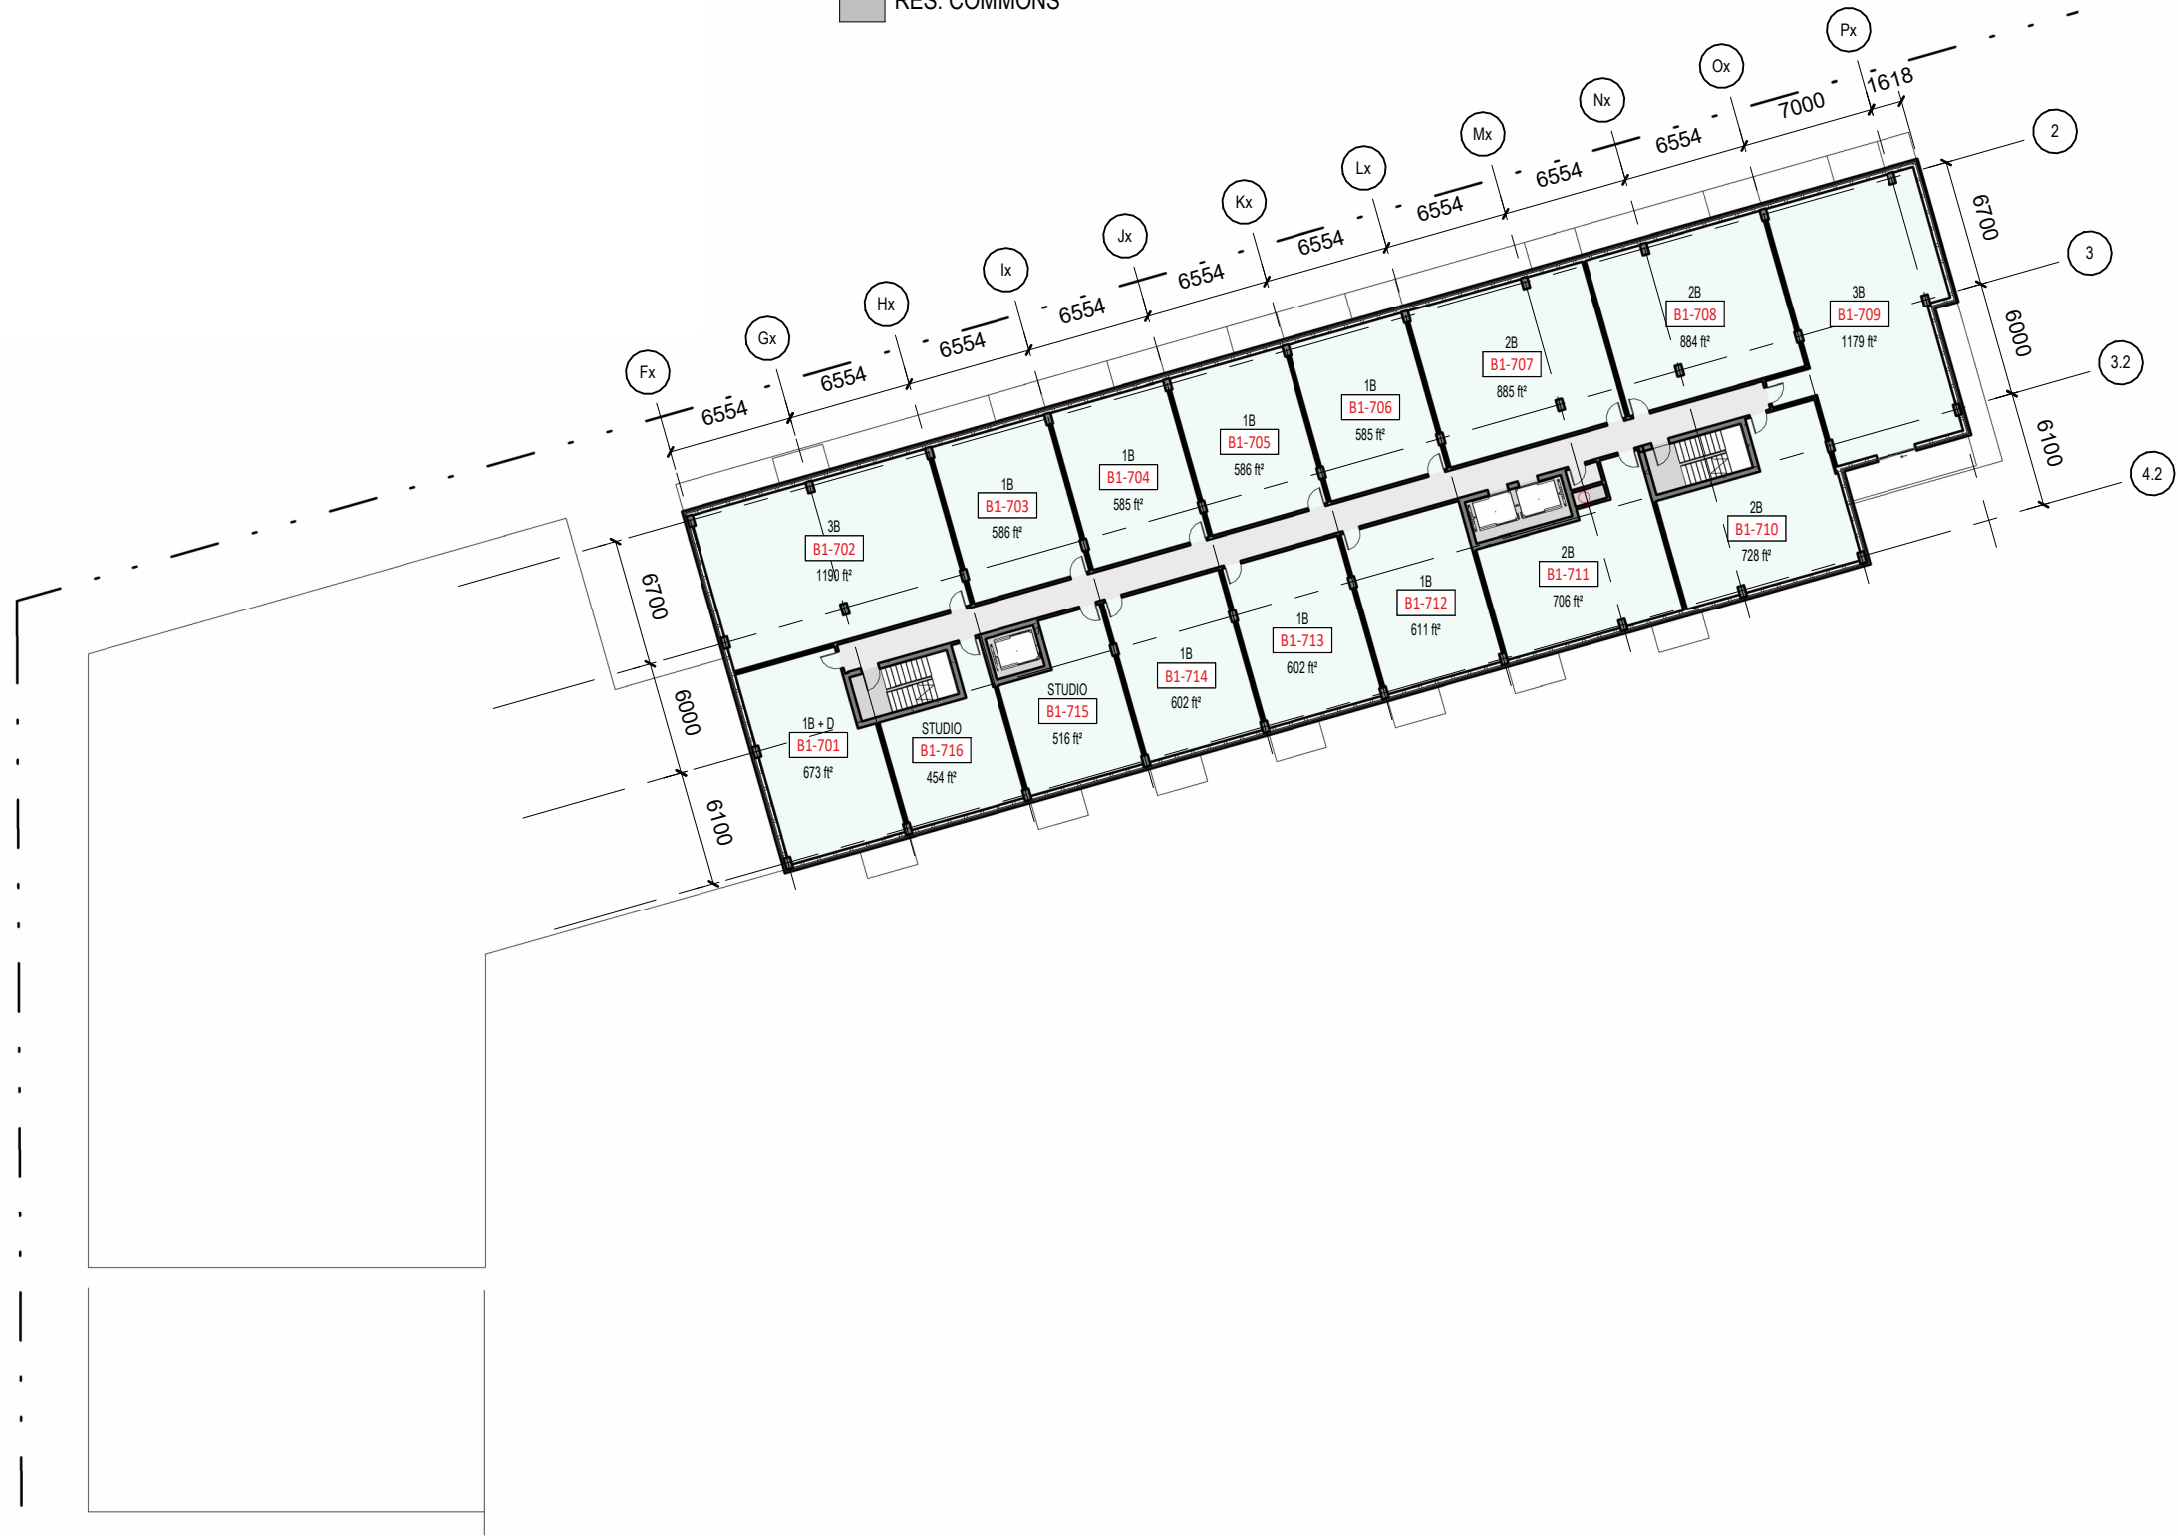 RES. COMMONS
Px
Ox
Nx
Mx
Lx
Kx
Jx
Ix
Hx
Gx
Fx
1618
7000
6554
6554
6554
6554
6554
6554
6554
6554
6554
2
3
3.2
4.2
6700
6000
6100
6700
6000
6100
3B
B1-702
1190 ft²
1B
B1-703
586 ft²
1B
B1-704
585 ft²
1B
B1-705
586 ft²
1B
B1-706
585 ft²
2B
B1-707
885 ft²
2B
B1-708
884 ft²
3B
B1-709
1179 ft²
2B
B1-710
728 ft²
2B
B1-711
706 ft²
1B
B1-712
611 ft²
1B
B1-713
602 ft²
1B
B1-714
602 ft²
STUDIO
B1-715
516 ft²
STUDIO
B1-716
454 ft²
1B + D
B1-701
673 ft²